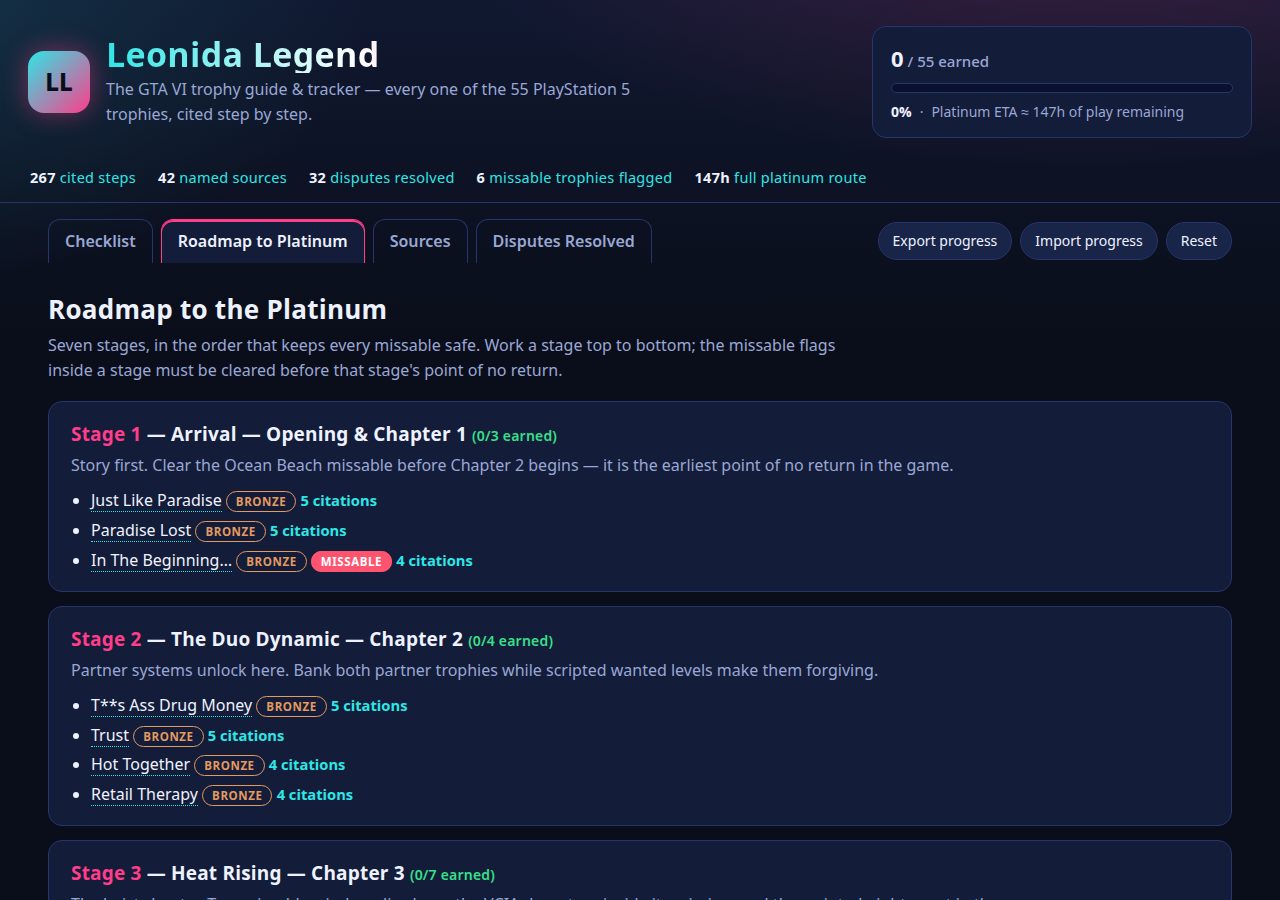 LL
Leonida Legend
The GTA VI trophy guide & tracker — every one of the 55 PlayStation 5
trophies, cited step by step.
0 / 55 earned
0% · Platinum ETA ≈ 147h of play remaining
267 cited steps 42 named sources 32 disputes resolved 6 missable trophies flagged 147h full platinum route
Checklist Roadmap to Platinum Sources Disputes Resolved Export progress Import progress Reset
Roadmap to the Platinum
Seven stages, in the order that keeps every missable safe. Work a stage top to bottom; the missable flags
inside a stage must be cleared before that stage's point of no return.
Stage 1 — Arrival — Opening & Chapter 1 (0/3 earned)
Story first. Clear the Ocean Beach missable before Chapter 2 begins — it is the earliest point of no return in the game.
• Just Like Paradise BRONZE 5 citations
• Paradise Lost BRONZE 5 citations
• In The Beginning... BRONZE MISSABLE 4 citations
Stage 2 — The Duo Dynamic — Chapter 2 (0/4 earned)
Partner systems unlock here. Bank both partner trophies while scripted wanted levels make them forgiving.
• T**s Ass Drug Money BRONZE 5 citations
• Trust BRONZE 5 citations
• Hot Together BRONZE 4 citations
• Retail Therapy BRONZE 4 citations
Stage 3 — Heat Rising — Chapter 3 (0/7 earned)